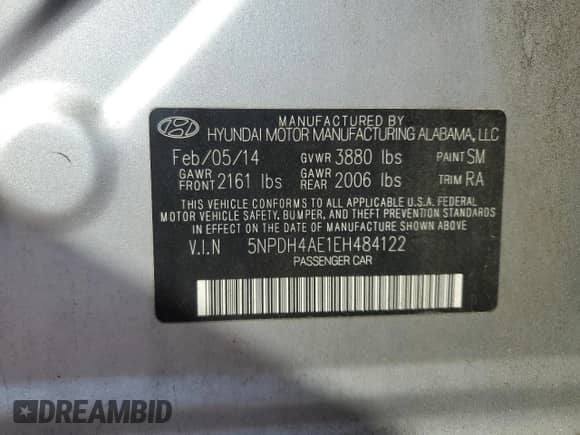 MANUFACTURED BY
HYUNDAI MOTOR MANUFACTURING ALABAMA, LLC
Feb/05/14 GVWR 3880 lbs PAINT SM
GAWR FRONT 2161 lbs GAWR REAR 2006 lbs TRIM RA
THIS VEHICLE CONFORMS TO ALL APPLICABLE U.S.A. FEDERAL
MOTOR VEHICLE SAFETY, BUMPER, AND THEFT PREVENTION STANDARDS
IN EFFECT ON THE DATE OF MANUFACTURE SHOWN ABOVE.
V.I.N 5NPDH4AE1EH484122
PASSENGER CAR
DREAMBID